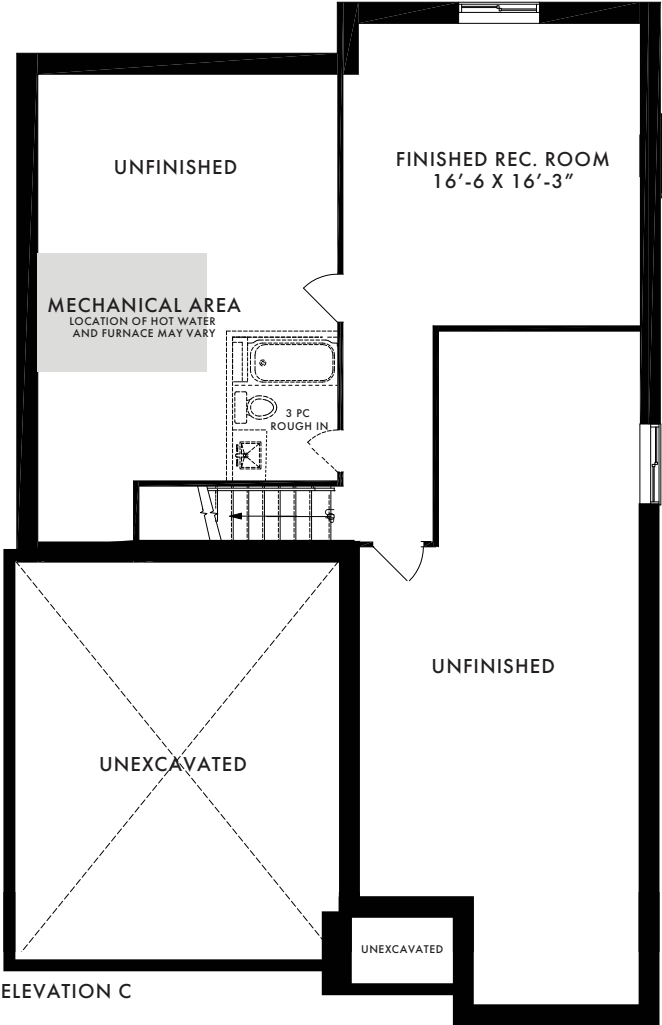 UNFINISHED
FINISHED REC. ROOM
16’-6 X 16’-3”
MECHANICAL AREA
LOCATION OF HOT WATER
AND FURNACE MAY VARY
3 PC
ROUGH IN
UNFINISHED
UNEXCAVATED
UNEXCAVATED
ELEVATION C